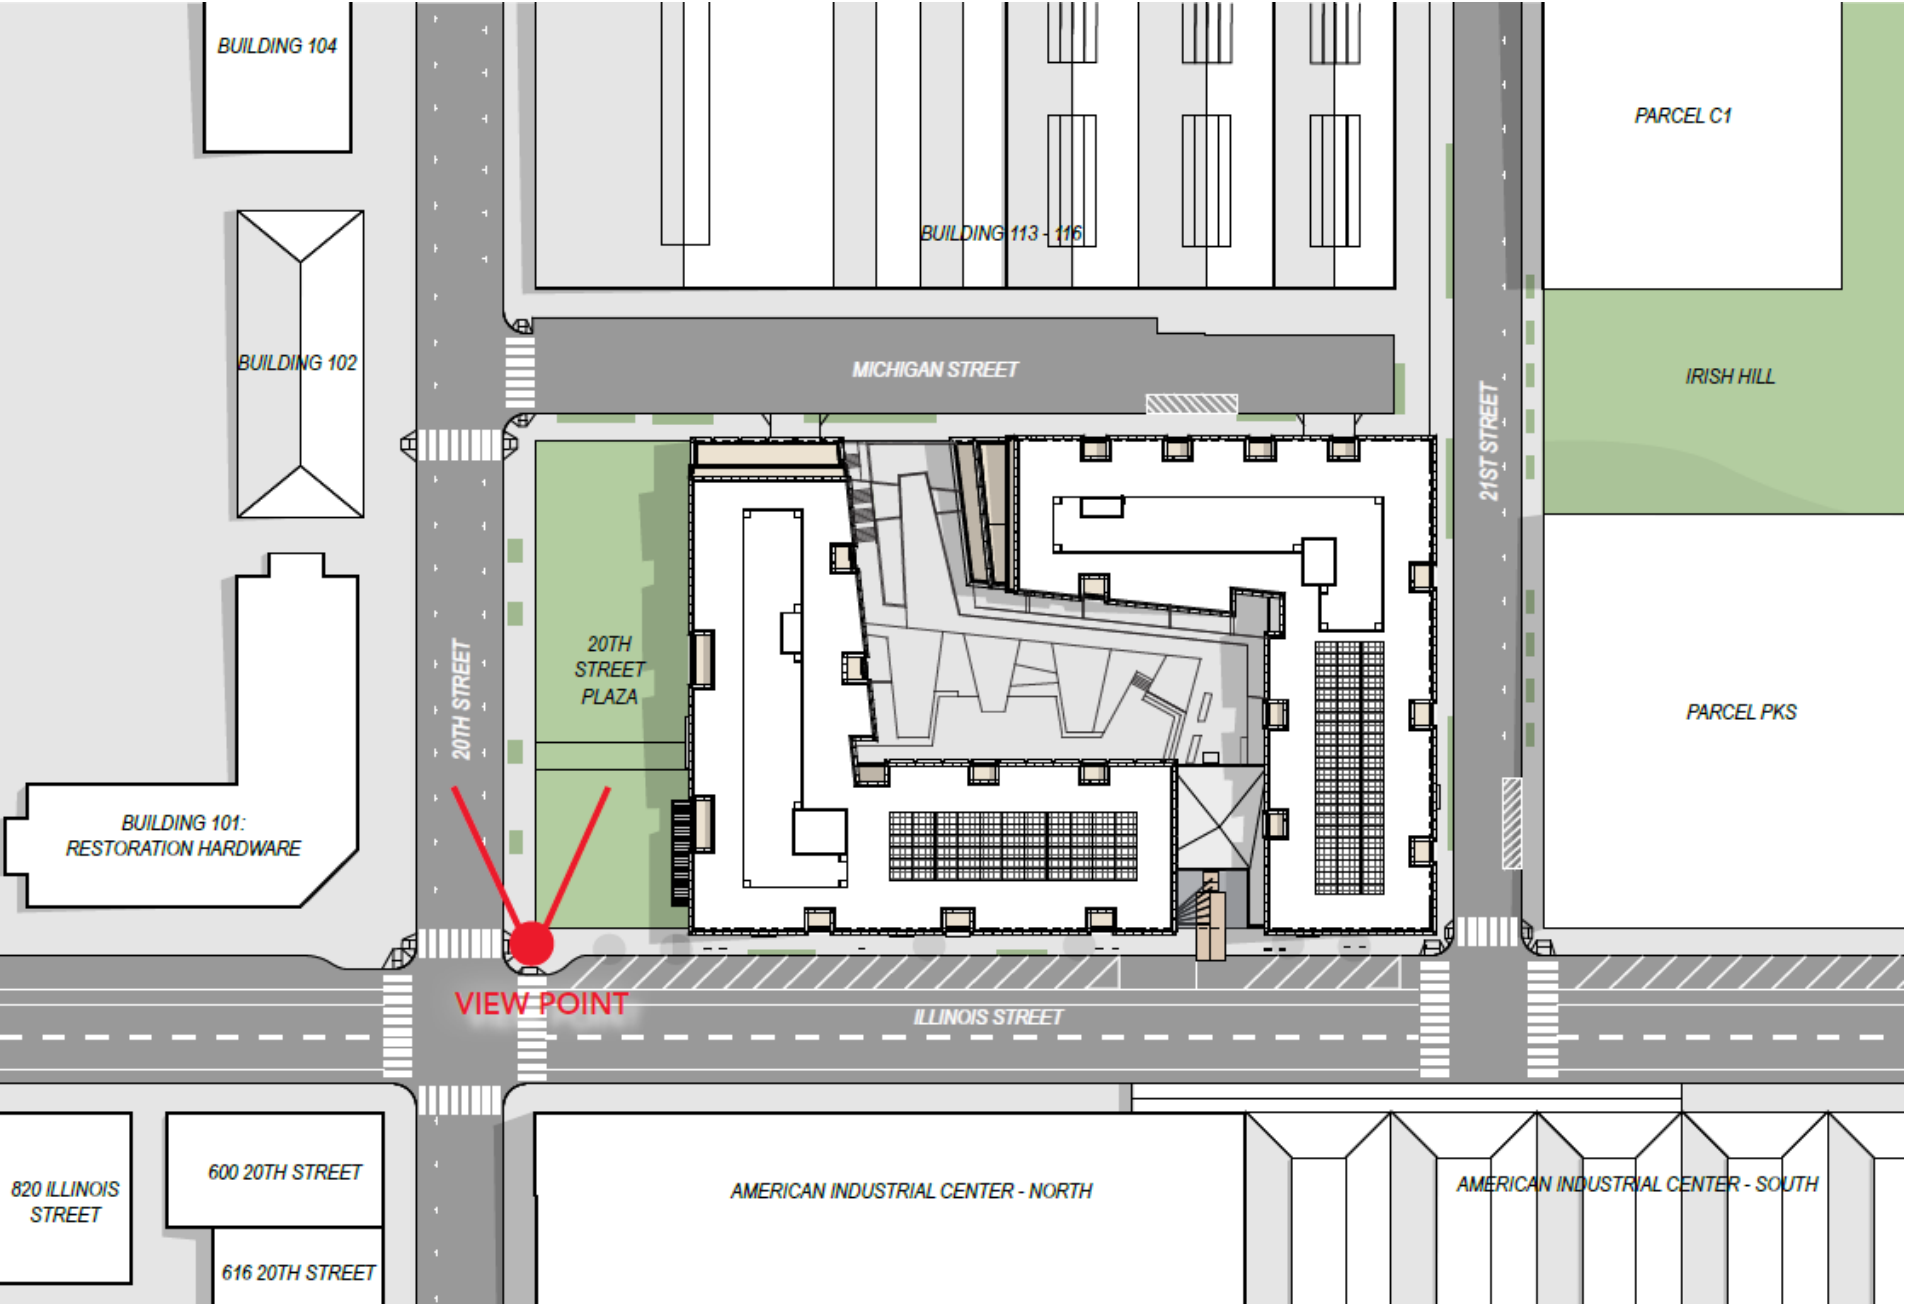 BUILDING 104
PARCEL C1
BUILDING 113 - 116
BUILDING 102
MICHIGAN STREET
IRISH HILL
21ST STREET
20TH
STREET
PLAZA
20TH STREET
PARCEL PKS
BUILDING 101:
RESTORATION HARDWARE
VIEW POINT
ILLINOIS STREET
600 20TH STREET
820 ILLINOIS
STREET
AMERICAN INDUSTRIAL CENTER - NORTH
AMERICAN INDUSTRIAL CENTER - SOUTH
616 20TH STREET